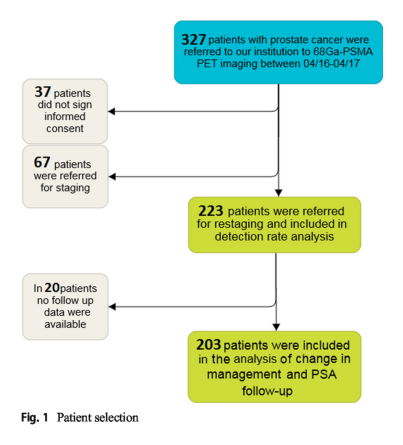 327 patients with prostate cancer were
referred to our institution to 68Ga-PSMA
PET imaging between 04/16-04/17
37 patients
did not sign
informed
consent
67 patients
were referred
for staging
223 patients were referred
for restaging and included in
detection rate analysis
In 20patients
no follow up
data were
available
203 patients were included
in the analysis of change in
management and PSA
follow-up
Fig. 1 Patient selection